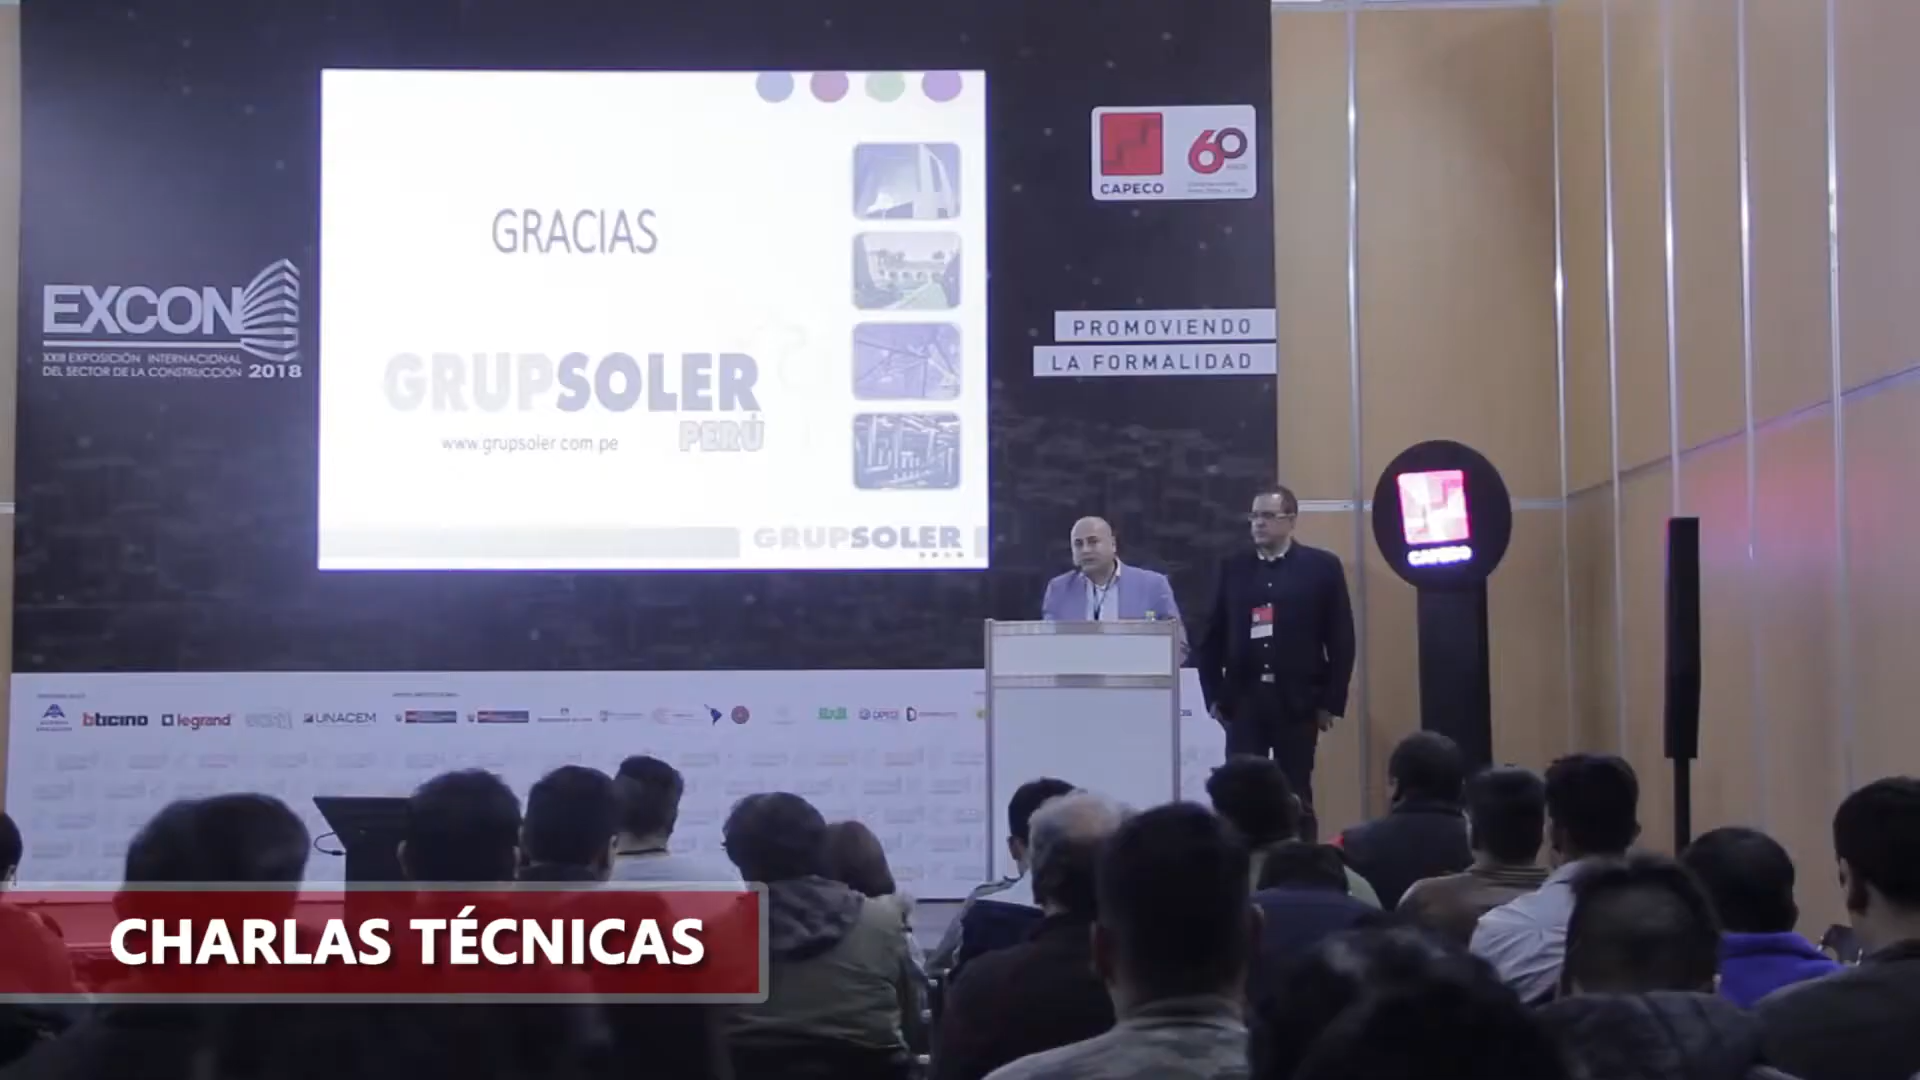 CAPECO
60
GRACIAS
EXCON
XXIII EXPOSICIÓN INTERNACIONAL
DEL SECTOR DE LA CONSTRUCCIÓN 2018
PROMOVIENDO
LA FORMALIDAD
GRUPSOLER
PERÚ
www.grupsoler.com.pe
GRUPSOLER
CAPECO
bticino
legrand
UNACEM
CHARLAS TÉCNICAS